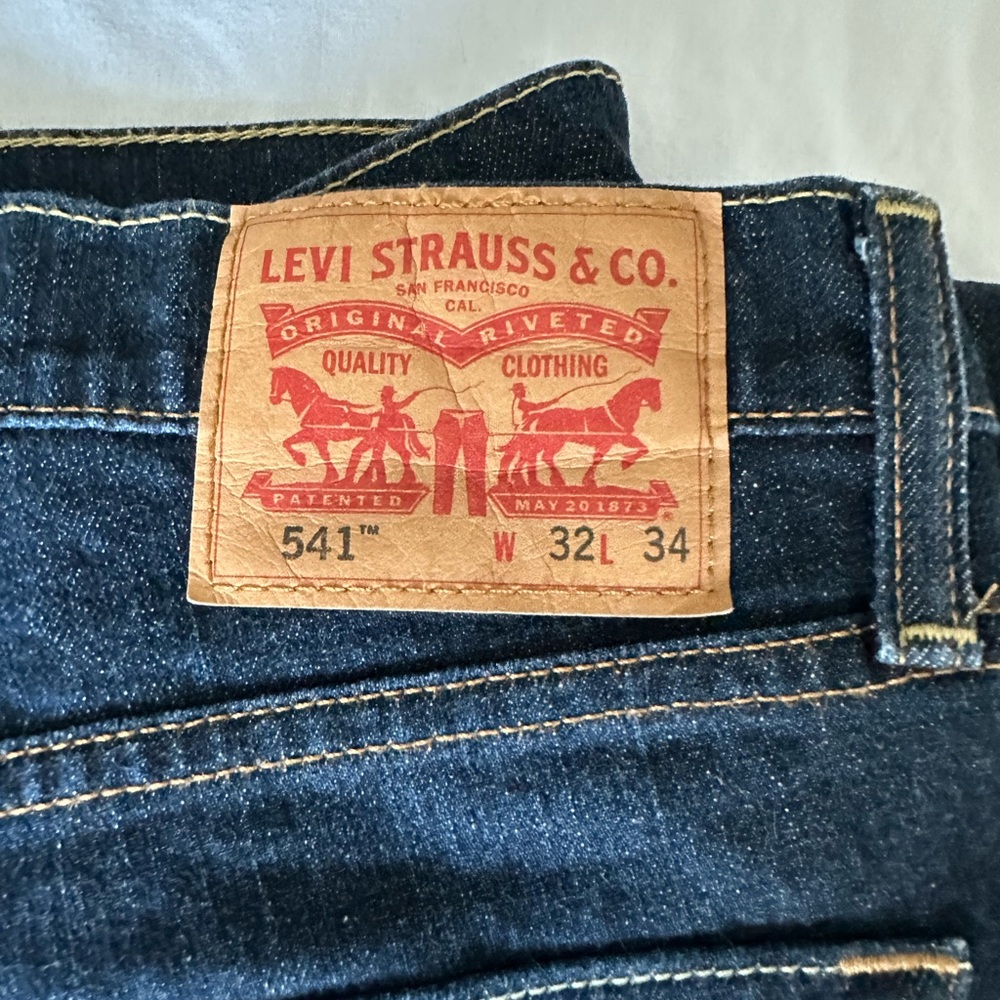 LEVI STRAUSS & CO.
SAN FRANCISCO
CAL.
ORIGINAL RIVETED
QUALITY CLOTHING
PATENTED MAY 20 1873 ®
541™ W 32 L 34